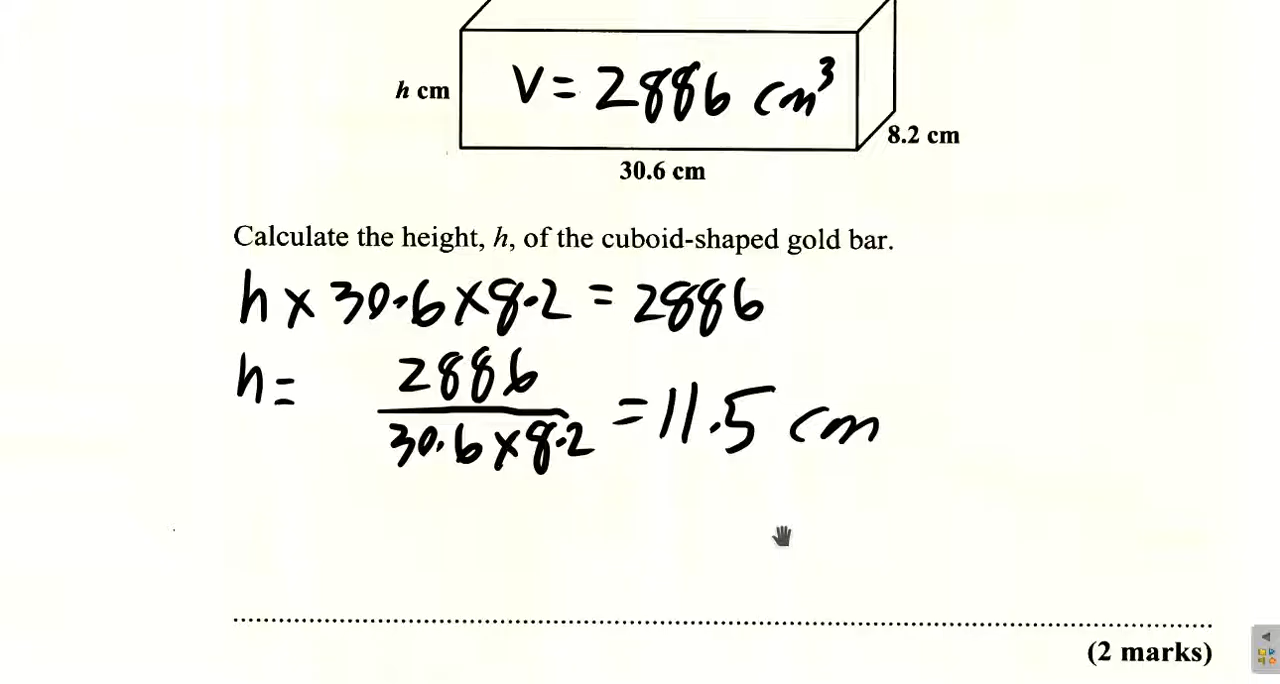 V = 2886 cm³
h cm
8.2 cm
30.6 cm
Calculate the height, h, of the cuboid-shaped gold bar.
h × 30.6 × 8.2 = 2886
h = 2886 / 30.6 × 8.2 = 11.5 cm
(2 marks)